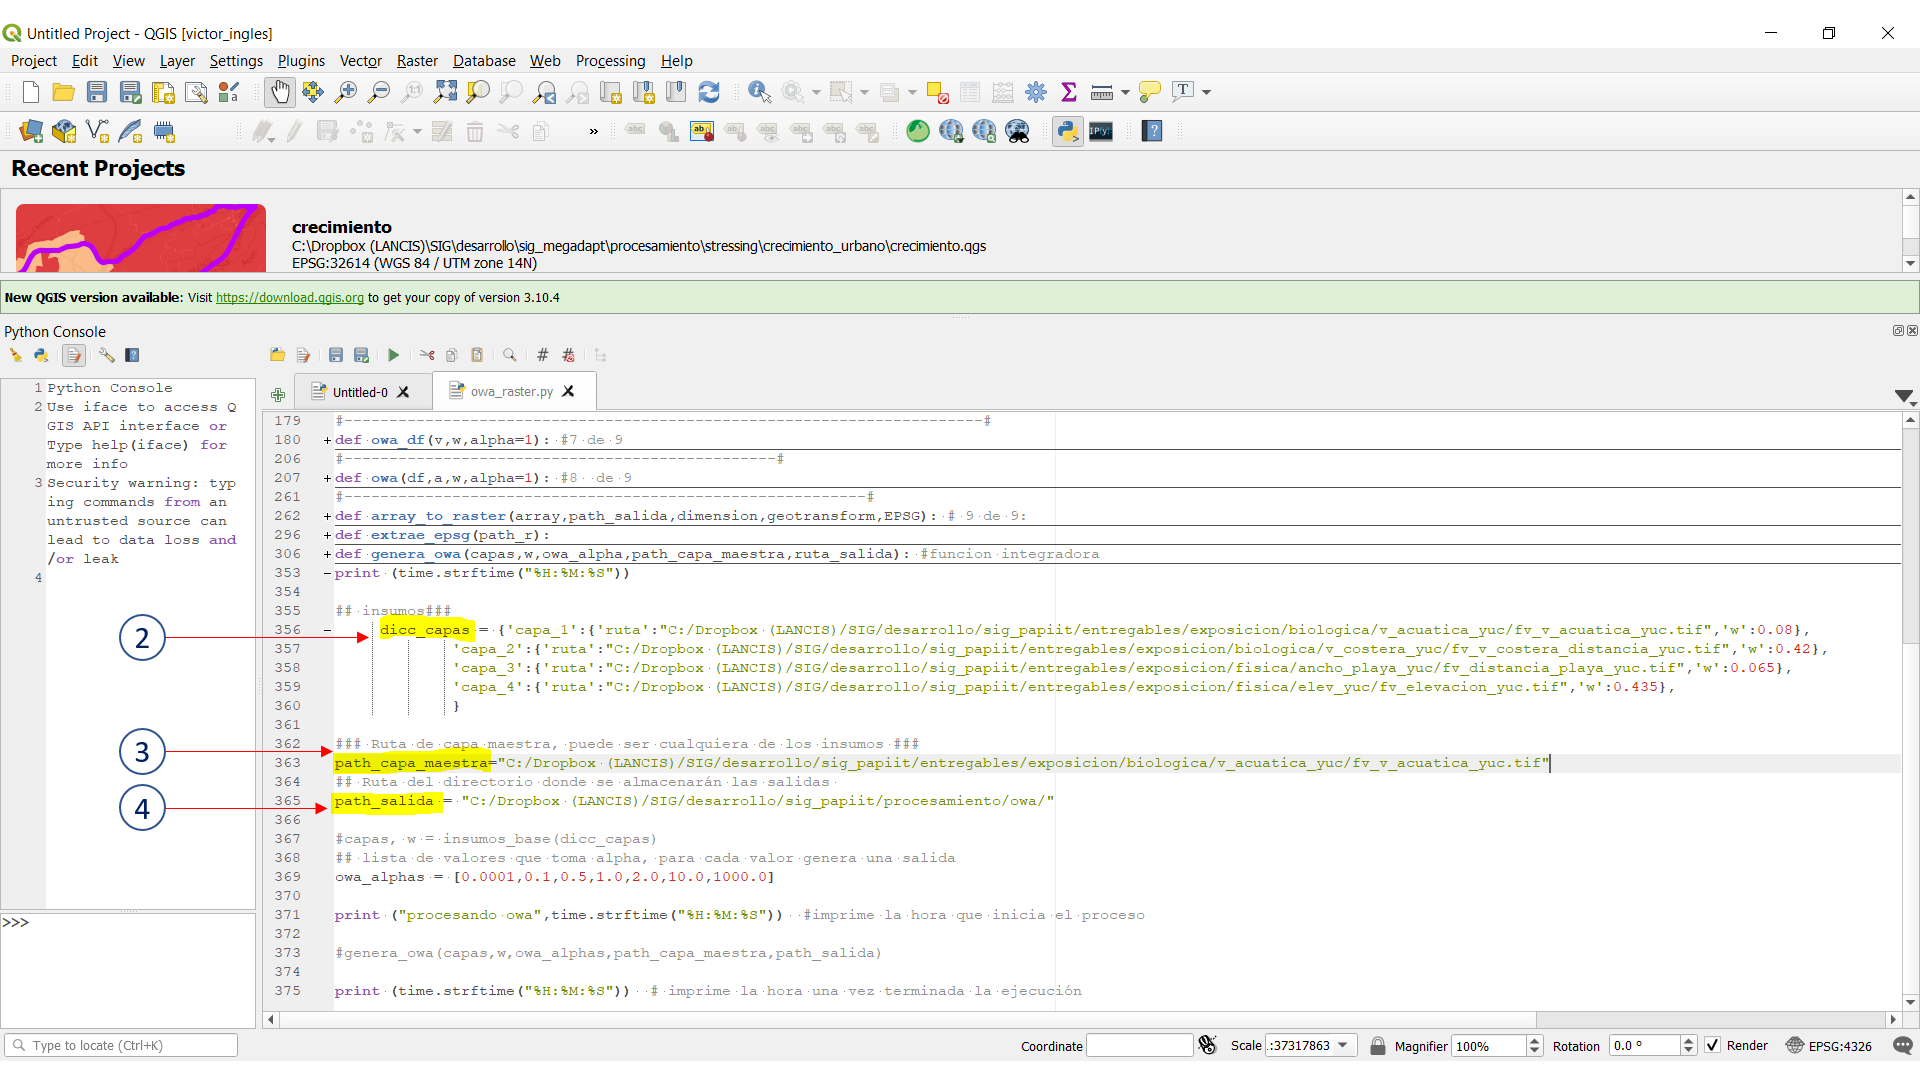 Untitled Project - QGIS [victor_ingles]
Project Edit View Layer Settings Plugins Vector Raster Database Web Processing Help
Recent Projects
crecimiento
C:\Dropbox (LANCIS)\SIG\desarrollo\sig_megadapt\procesamiento\stressing\crecimiento_urbano\crecimiento.qgs
EPSG:32614 (WGS 84 / UTM zone 14N)
New QGIS version available: Visit https://download.qgis.org to get your copy of version 3.10.4
Python Console
Untitled-0
owa_raster.py
1 Python Console
2 Use iface to access Q
GIS API interface or
Type help(iface) for
more info
3 Security warning: typ
ing commands from an
untrusted source can
lead to data loss and
/or leak
4
>>>
179 #-----------------------------------------------------------------------#
180 +def owa_df(v,w,alpha=1): #7 de 9
206 #------------------------------------------------#
207 +def owa(df,a,w,alpha=1): #8  de 9
261 #----------------------------------------------------------#
262 +def array_to_raster(array,path_salida,dimension,geotransform,EPSG): # 9 de 9:
296 +def extrae_epsg(path_r):
306 +def genera_owa(capas,w,owa_alpha,path_capa_maestra,ruta_salida): #funcion integradora
353 -print (time.strftime("%H:%M:%S"))
354
355 ## insumos###
2
356 - dicc_capas = {'capa_1':{'ruta':"C:/Dropbox (LANCIS)/SIG/desarrollo/sig_papiit/entregables/exposicion/biologica/v_acuatica_yuc/fv_v_acuatica_yuc.tif",'w':0.08},
357 'capa_2':{'ruta':"C:/Dropbox (LANCIS)/SIG/desarrollo/sig_papiit/entregables/exposicion/biologica/v_costera_yuc/fv_v_costera_distancia_yuc.tif",'w':0.42},
358 'capa_3':{'ruta':"C:/Dropbox (LANCIS)/SIG/desarrollo/sig_papiit/entregables/exposicion/fisica/ancho_playa_yuc/fv_distancia_playa_yuc.tif",'w':0.065},
359 'capa_4':{'ruta':"C:/Dropbox (LANCIS)/SIG/desarrollo/sig_papiit/entregables/exposicion/fisica/elev_yuc/fv_elevacion_yuc.tif",'w':0.435},
360 }
361
3
362 ### Ruta de capa maestra, puede ser cualquiera de los insumos ###
363 path_capa_maestra="C:/Dropbox (LANCIS)/SIG/desarrollo/sig_papiit/entregables/exposicion/biologica/v_acuatica_yuc/fv_v_acuatica_yuc.tif"
364 ## Ruta del directorio donde se almacenarán las salidas
4
365 path_salida = "C:/Dropbox (LANCIS)/SIG/desarrollo/sig_papiit/procesamiento/owa/"
366
367 #capas, w = insumos_base(dicc_capas)
368 ## lista de valores que toma alpha, para cada valor genera una salida
369 owa_alphas = [0.0001,0.1,0.5,1.0,2.0,10.0,1000.0]
370
371 print ("procesando owa",time.strftime("%H:%M:%S"))  #imprime la hora que inicia el proceso
372
373 #genera_owa(capas,w,owa_alphas,path_capa_maestra,path_salida)
374
375 print (time.strftime("%H:%M:%S"))  # imprime la hora una vez terminada la ejecución
Type to locate (Ctrl+K)
Coordinate
Scale :37317863
Magnifier 100%
Rotation 0.0 °
Render
EPSG:4326